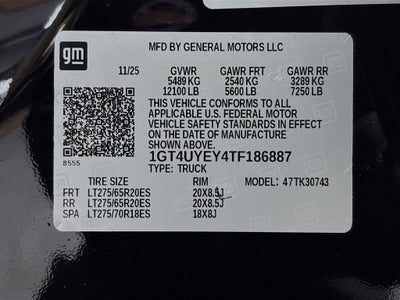 gm
MFD BY GENERAL MOTORS LLC
11/25 GVWR GAWR FRT GAWR RR
5489 KG 2540 KG 3289 KG
12100 LB 5600 LB 7250 LB
THIS VEHICLE CONFORMS TO ALL
APPLICABLE U.S. FEDERAL MOTOR
VEHICLE SAFETY STANDARDS IN EFFECT
ON THE DATE OF MANUFACTURE
SHOWN ABOVE.
1GT4UYEY4TF186887
TYPE: TRUCK
8555
TIRE SIZE RIM MODEL: 47TK30743
FRT LT275/65R20ES 20X8.5J
RR LT275/65R20ES 20X8.5J
SPA LT275/70R18ES 18X8J